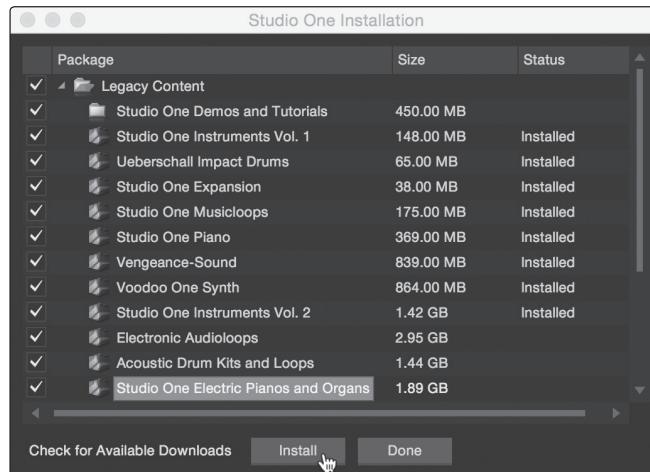 Studio One Installation
Package Size Status
Legacy Content
Studio One Demos and Tutorials 450.00 MB
Studio One Instruments Vol. 1 148.00 MB Installed
Ueberschall Impact Drums 65.00 MB Installed
Studio One Expansion 38.00 MB Installed
Studio One Musicloops 175.00 MB Installed
Studio One Piano 369.00 MB Installed
Vengeance-Sound 839.00 MB Installed
Voodoo One Synth 864.00 MB Installed
Studio One Instruments Vol. 2 1.42 GB Installed
Electronic Audioloops 2.95 GB
Acoustic Drum Kits and Loops 1.44 GB
Studio One Electric Pianos and Organs 1.89 GB
Check for Available Downloads Install Done